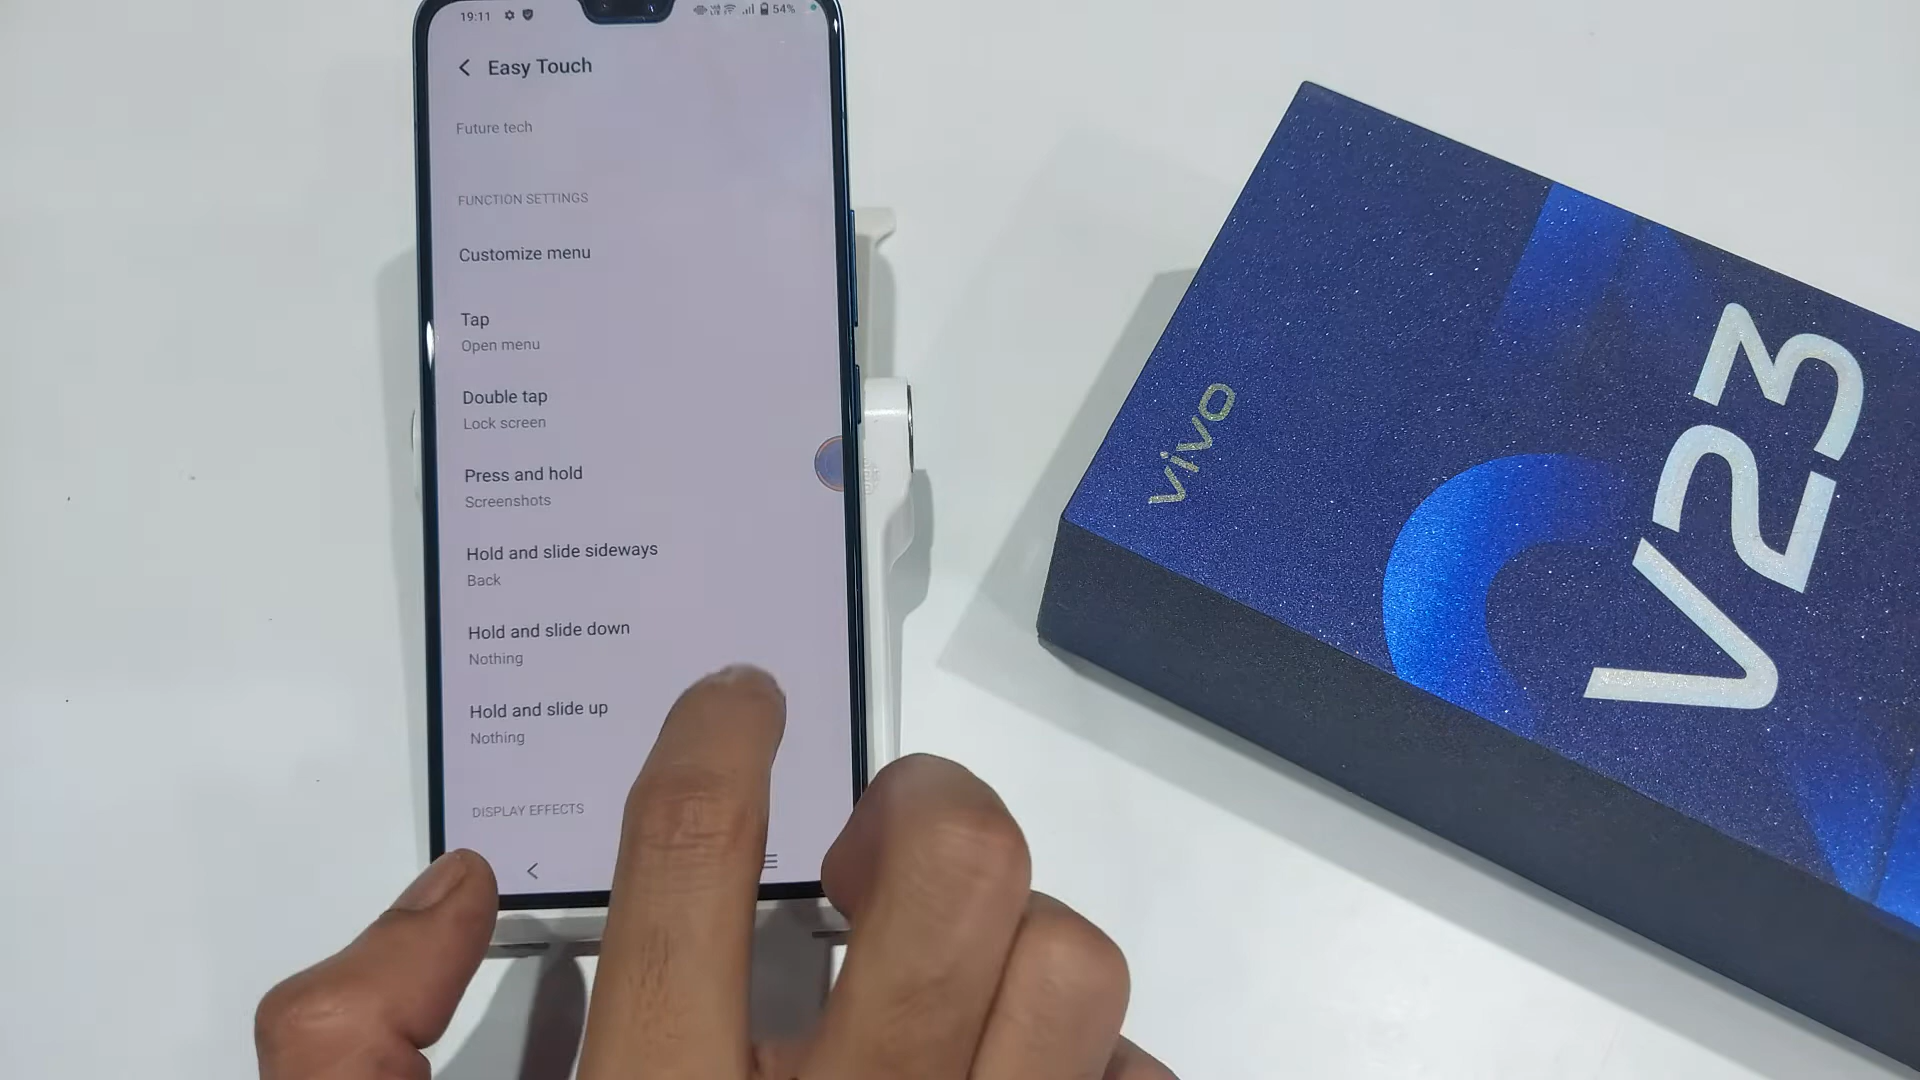 19:11
54%
Easy Touch
Future tech
FUNCTION SETTINGS
Customize menu
Tap
Open menu
Double tap
Lock screen
Press and hold
Screenshots
Hold and slide sideways
Back
Hold and slide down
Nothing
Hold and slide up
Nothing
DISPLAY EFFECTS
vivo
V23